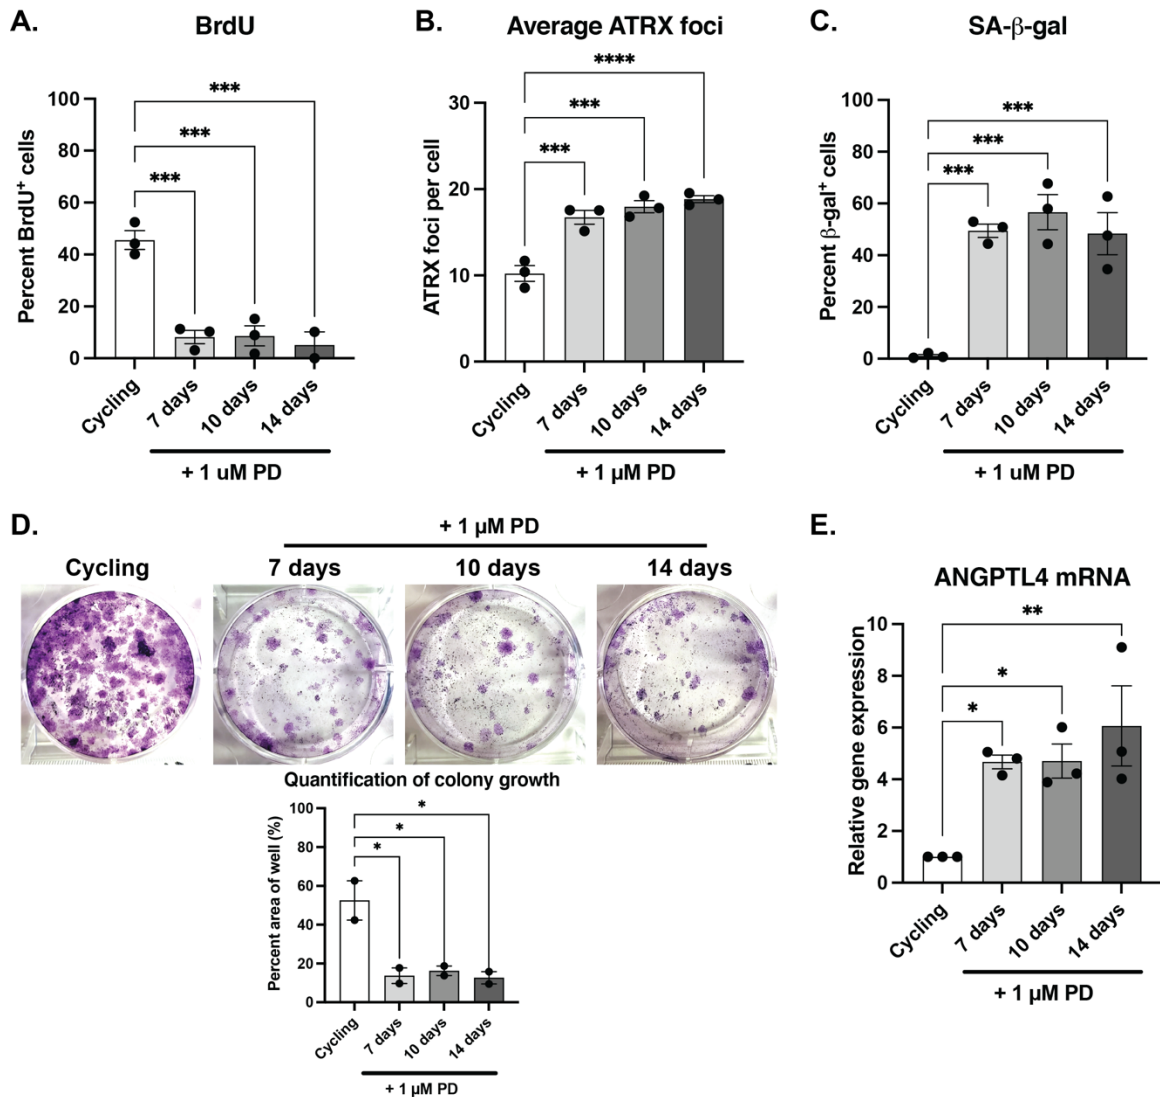 A.
BrdU
***
***
***
Percent BrdU+ cells
100
80
60
40
20
0
Cycling
7 days
10 days
14 days
+ 1 uM PD
B.
Average ATRX foci
****
***
***
ATRX foci per cell
30
20
10
0
Cycling
7 days
10 days
14 days
+ 1 µM PD
C.
SA-β-gal
***
***
***
Percent β-gal+ cells
100
80
60
40
20
0
Cycling
7 days
10 days
14 days
+ 1 uM PD
D.
+ 1 µM PD
Cycling
7 days
10 days
14 days
Quantification of colony growth
*
*
*
Percent area of well (%)
100
80
60
40
20
0
Cycling
7 days
10 days
14 days
+ 1 µM PD
E.
ANGPTL4 mRNA
**
*
*
Relative gene expression
10
8
6
4
2
0
Cycling
7 days
10 days
14 days
+ 1 µM PD